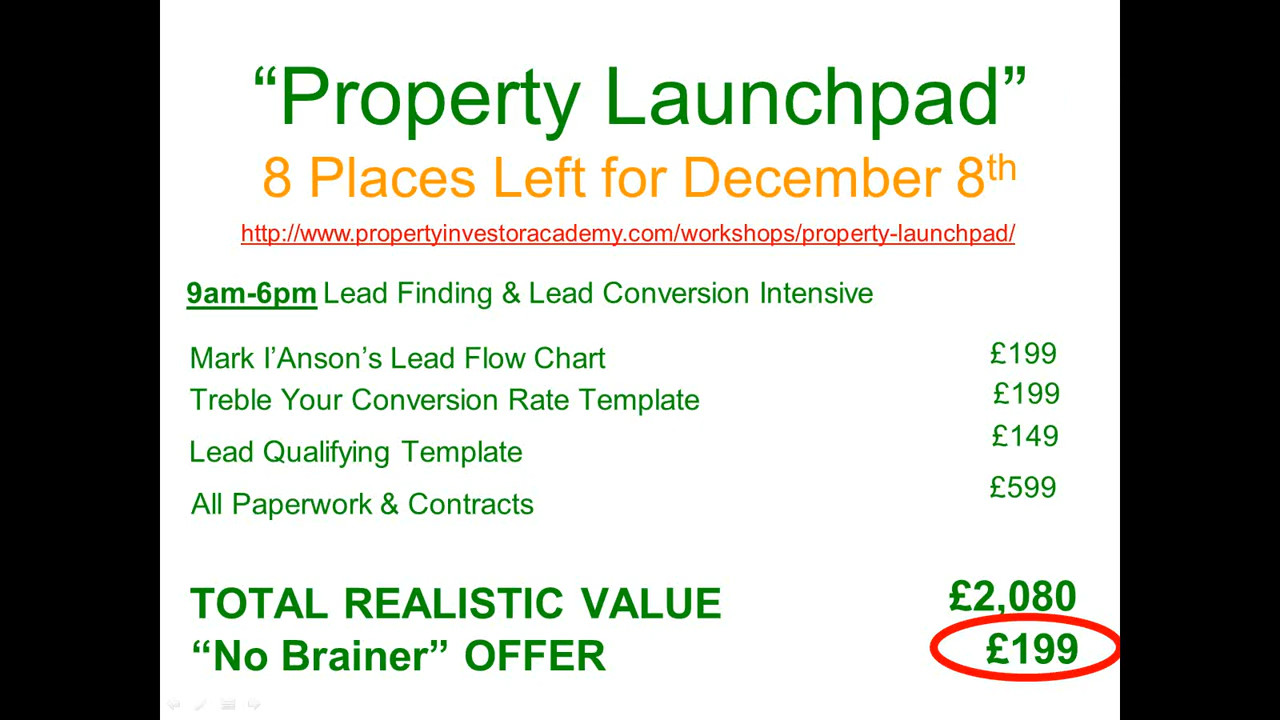 “Property Launchpad”
8 Places Left for December 8th
http://www.propertyinvestoracademy.com/workshops/property-launchpad/
9am-6pm Lead Finding & Lead Conversion Intensive
Mark I’Anson’s Lead Flow Chart £199
Treble Your Conversion Rate Template £199
Lead Qualifying Template £149
All Paperwork & Contracts £599
TOTAL REALISTIC VALUE £2,080
“No Brainer” OFFER £199